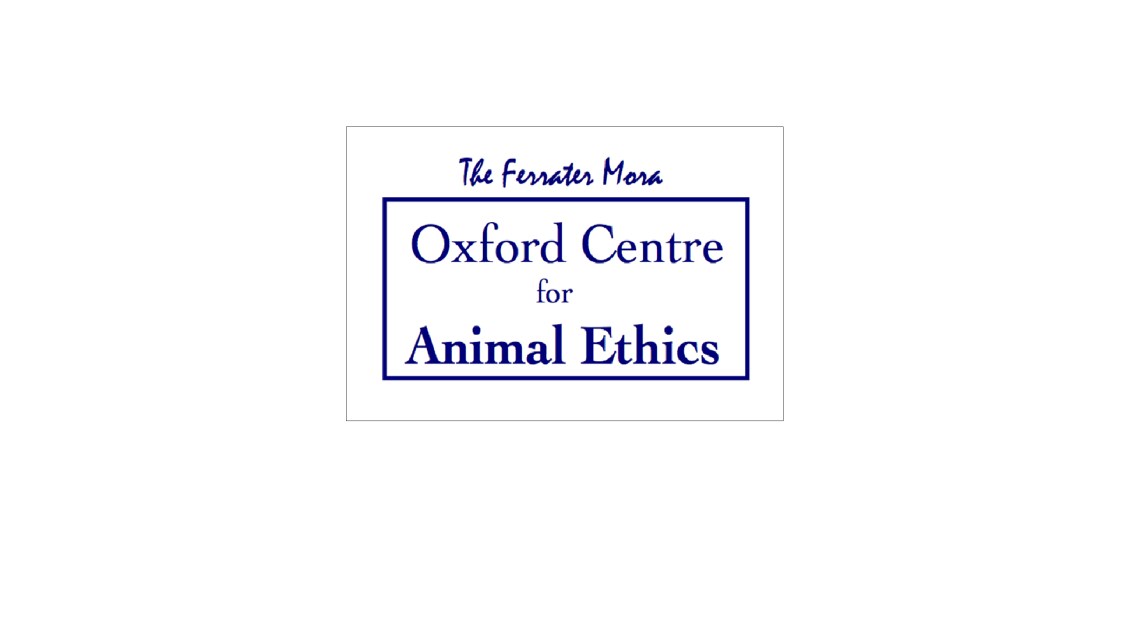 The Ferrater Mora
Oxford Centre
for
Animal Ethics